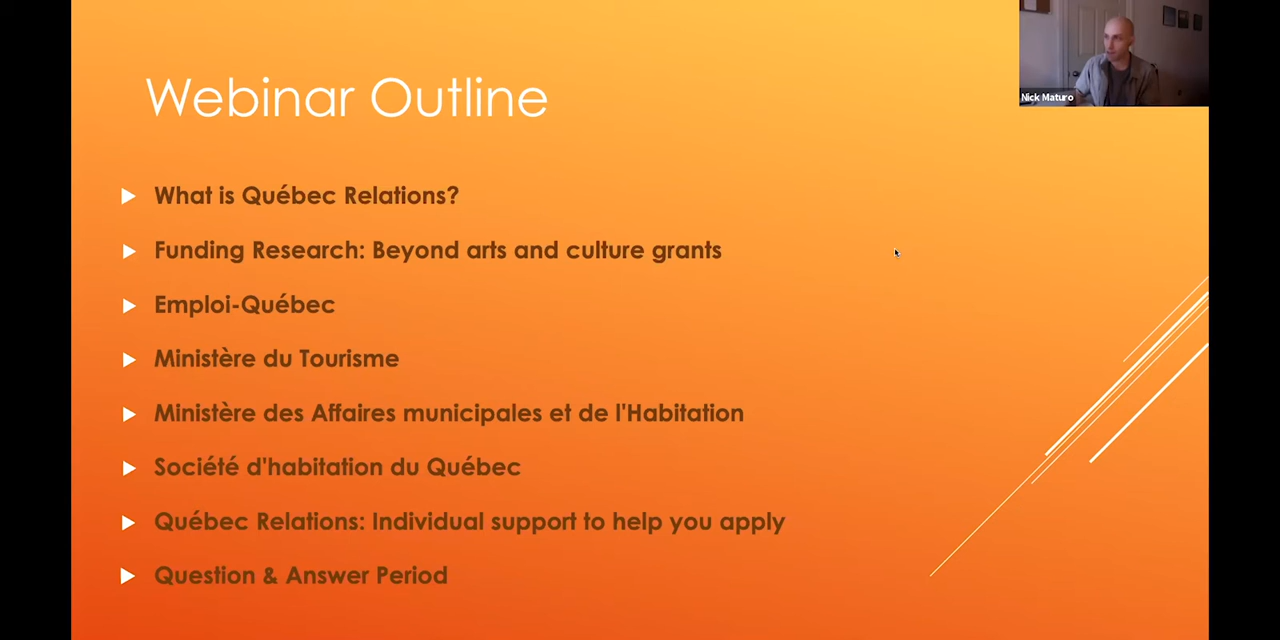 Webinar Outline
What is Québec Relations?
Funding Research: Beyond arts and culture grants
Emploi-Québec
Ministère du Tourisme
Ministère des Affaires municipales et de l'Habitation
Société d'habitation du Québec
Québec Relations: Individual support to help you apply
Question & Answer Period
Nick Maturo